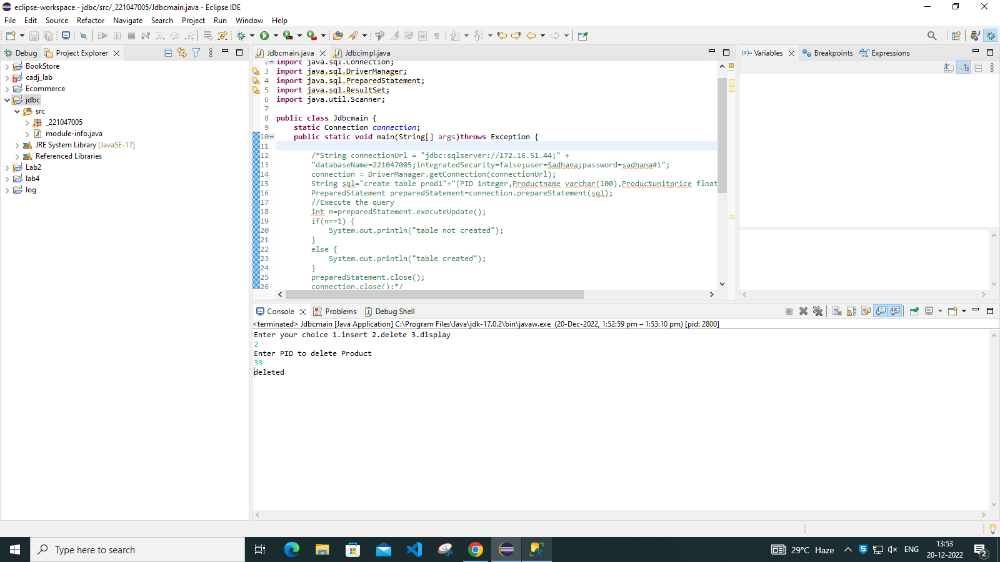 eclipse-workspace - jdbc/src/_221047005/Jdbcmain.java - Eclipse IDE
File Edit Source Refactor Navigate Search Project Run Window Help
Debug Project Explorer
BookStore
cadj_lab
Ecommerce
jdbc
src
_221047005
module-info.java
JRE System Library [JavaSE-17]
Referenced Libraries
Lab2
lab4
log
Jdbcmain.java Jdbcimpl.java
2 import java.sql.Connection;
3 import java.sql.DriverManager;
4 import java.sql.PreparedStatement;
5 import java.sql.ResultSet;
6 import java.util.Scanner;
7
8 public class Jdbcmain {
9 static Connection connection;
10 public static void main(String[] args)throws Exception {
11
12 /*String connectionUrl = "jdbc:sqlserver://172.16.51.44;" +
13 "databaseName=221047005;integratedSecurity=false;user=Sadhana;password=sadhana#1";
14 connection = DriverManager.getConnection(connectionUrl);
15 String sql="create table prod1"+"(PID integer,Productname varchar(100),Productunitprice float
16 PreparedStatement preparedStatement=connection.prepareStatement(sql);
17 //Execute the query
18 int n=preparedStatement.executeUpdate();
19 if(n==1) {
20 System.out.println("table not created");
21 }
22 else {
23 System.out.println("table created");
24 }
25 preparedStatement.close();
26 connection.close();*/
(x)= Variables Breakpoints Expressions
Console Problems Debug Shell
<terminated> Jdbcmain [Java Application] C:\Program Files\Java\jdk-17.0.2\bin\javaw.exe (20-Dec-2022, 1:52:59 pm – 1:53:10 pm) [pid: 2800]
Enter your choice 1.insert 2.delete 3.display
2
Enter PID to delete Product
33
deleted
Type here to search
29°C Haze
ENG
13:53
20-12-2022
2